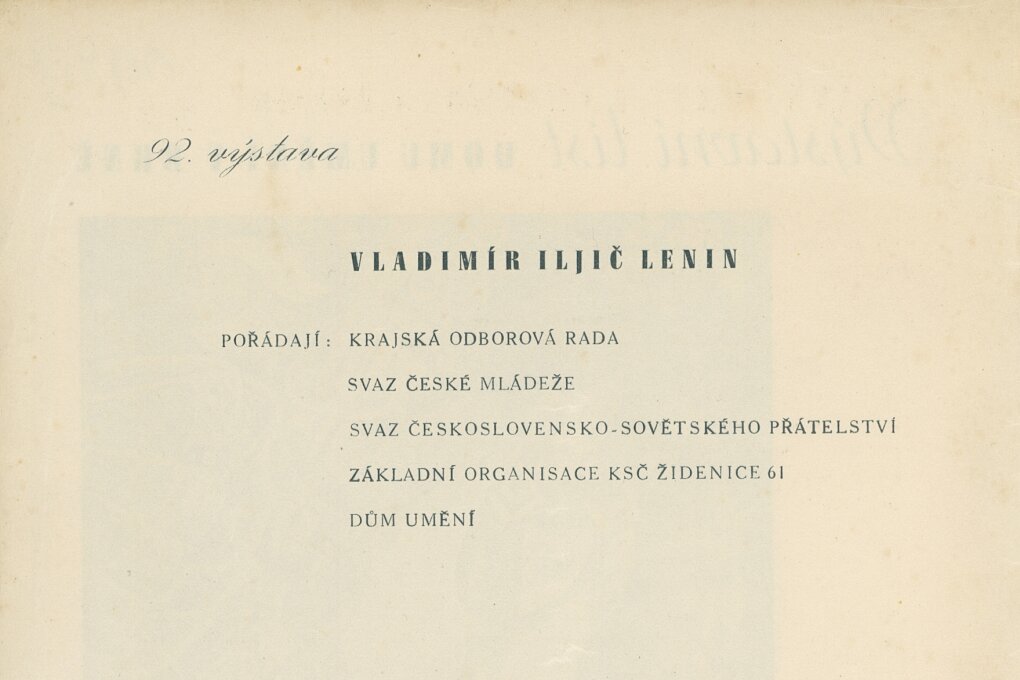 92. výstava
VLADIMÍR ILJIČ LENIN
POŘÁDAJÍ: KRAJSKÁ ODBOROVÁ RADA
SVAZ ČESKÉ MLÁDEŽE
SVAZ ČESKOSLOVENSKO-SOVĚTSKÉHO PŘÁTELSTVÍ
ZÁKLADNÍ ORGANISACE KSČ ŽIDENICE 61
DŮM UMĚNÍ